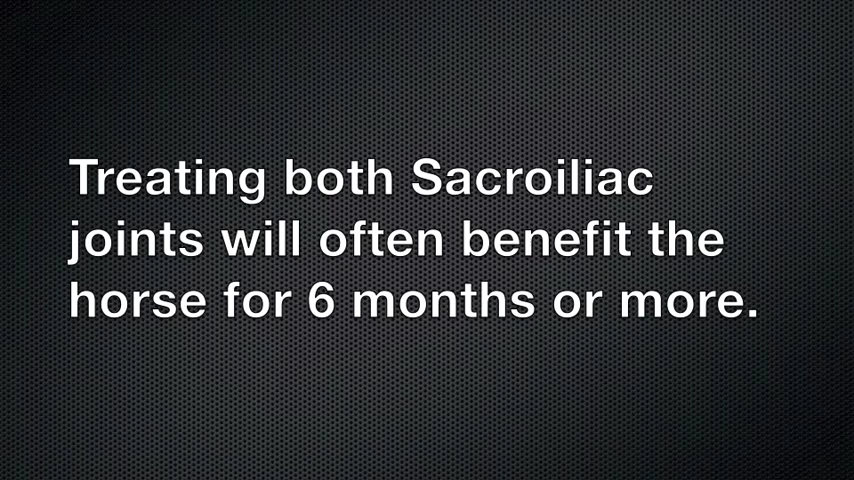 Treating both Sacroiliac
joints will often benefit the
horse for 6 months or more.